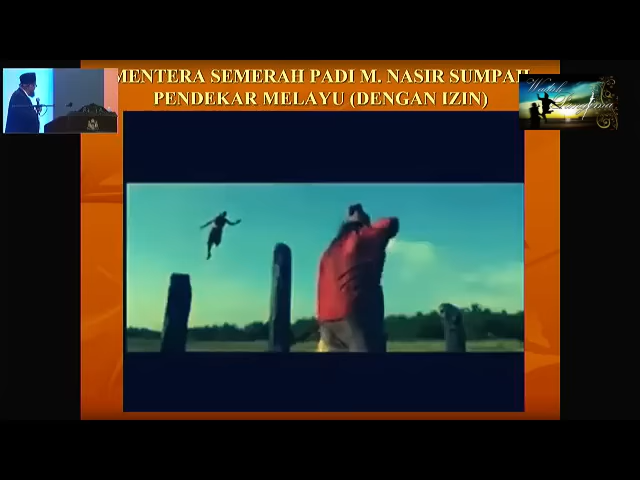 MENTERA SEMERAH PADI M. NASIR SUMPAH
PENDEKAR MELAYU (DENGAN IZIN)